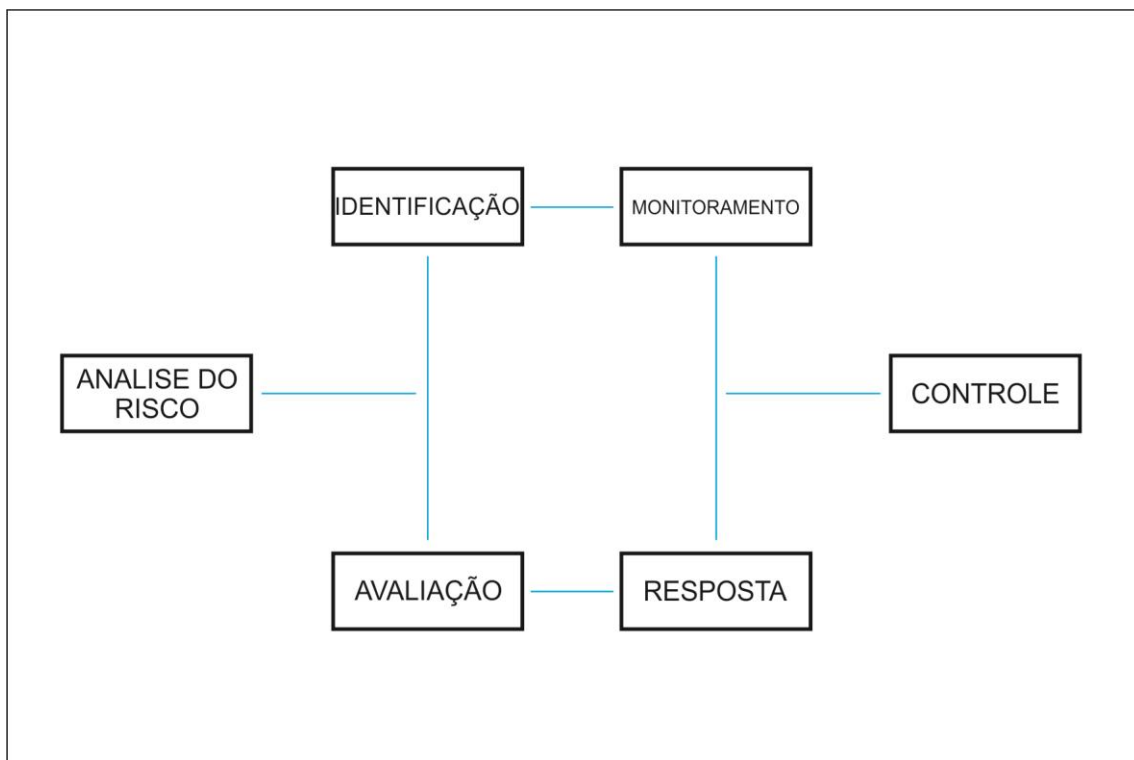 IDENTIFICAÇÃO
MONITORAMENTO
ANALISE DO
RISCO
CONTROLE
AVALIAÇÃO
RESPOSTA